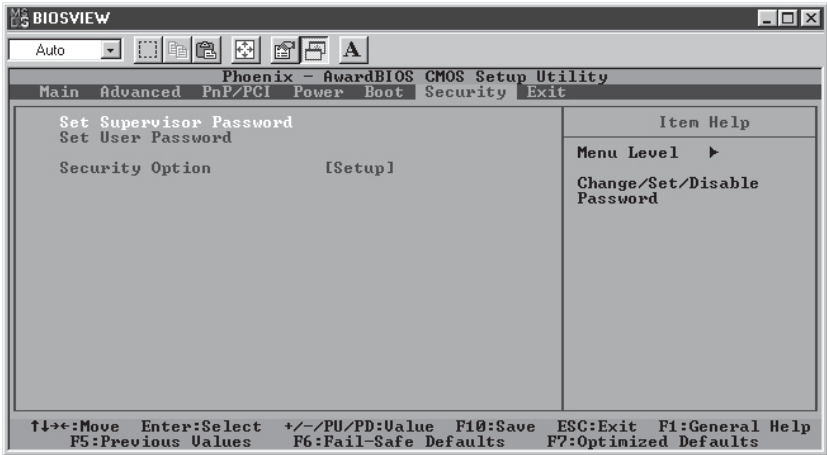 BIOSVIEW
Auto
A
Phoenix - AwardBIOS CMOS Setup Utility
Main Advanced PnP/PCI Power Boot Security Exit
Set Supervisor Password
Set User Password
Security Option [Setup]
Item Help
Menu Level ▶
Change/Set/Disable
Password
↑↓→←:Move Enter:Select +/-/PU/PD:Value F10:Save ESC:Exit F1:General Help
F5:Previous Values F6:Fail-Safe Defaults F7:Optimized Defaults